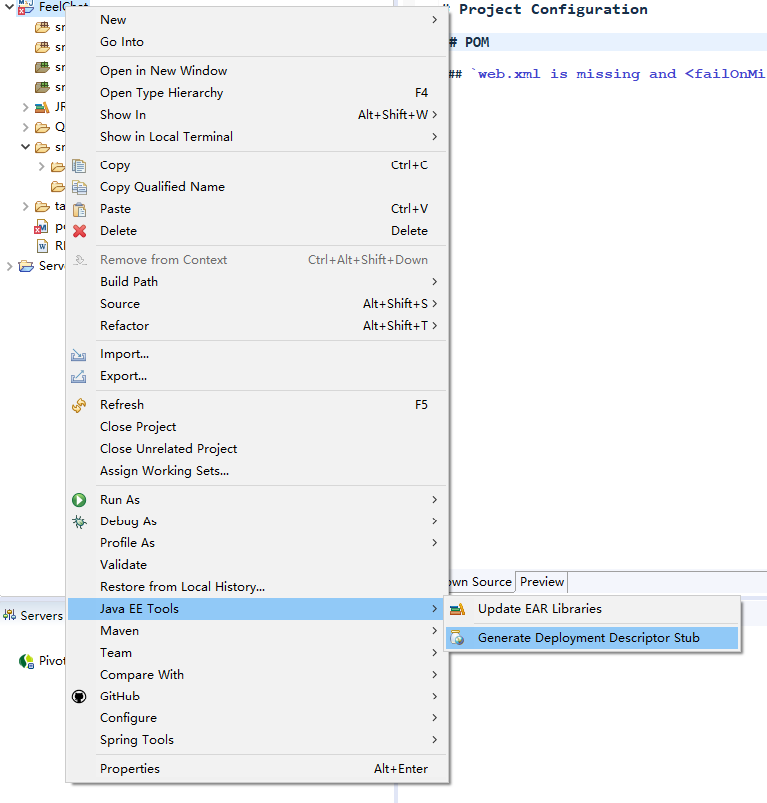 FeelChat
# Project Configuration
New
sr
Go Into
sr
# POM
sr
Open in New Window
## `web.xml is missing and <failOnMi
sr
Open Type Hierarchy F4
JR
Show In Alt+Shift+W
Q
Show in Local Terminal
sr
Copy Ctrl+C
Copy Qualified Name
ta
Paste Ctrl+V
po
Delete Delete
RE
Remove from Context Ctrl+Alt+Shift+Down
Serve
Build Path
Source Alt+Shift+S
Refactor Alt+Shift+T
Import...
Export...
Refresh F5
Close Project
Close Unrelated Project
Assign Working Sets...
Run As
Debug As
Profile As
Validate
own Source Preview
Restore from Local History...
Java EE Tools
Update EAR Libraries
Servers
Maven
Generate Deployment Descriptor Stub
Team
Pivot
Compare With
GitHub
Configure
Spring Tools
Properties Alt+Enter